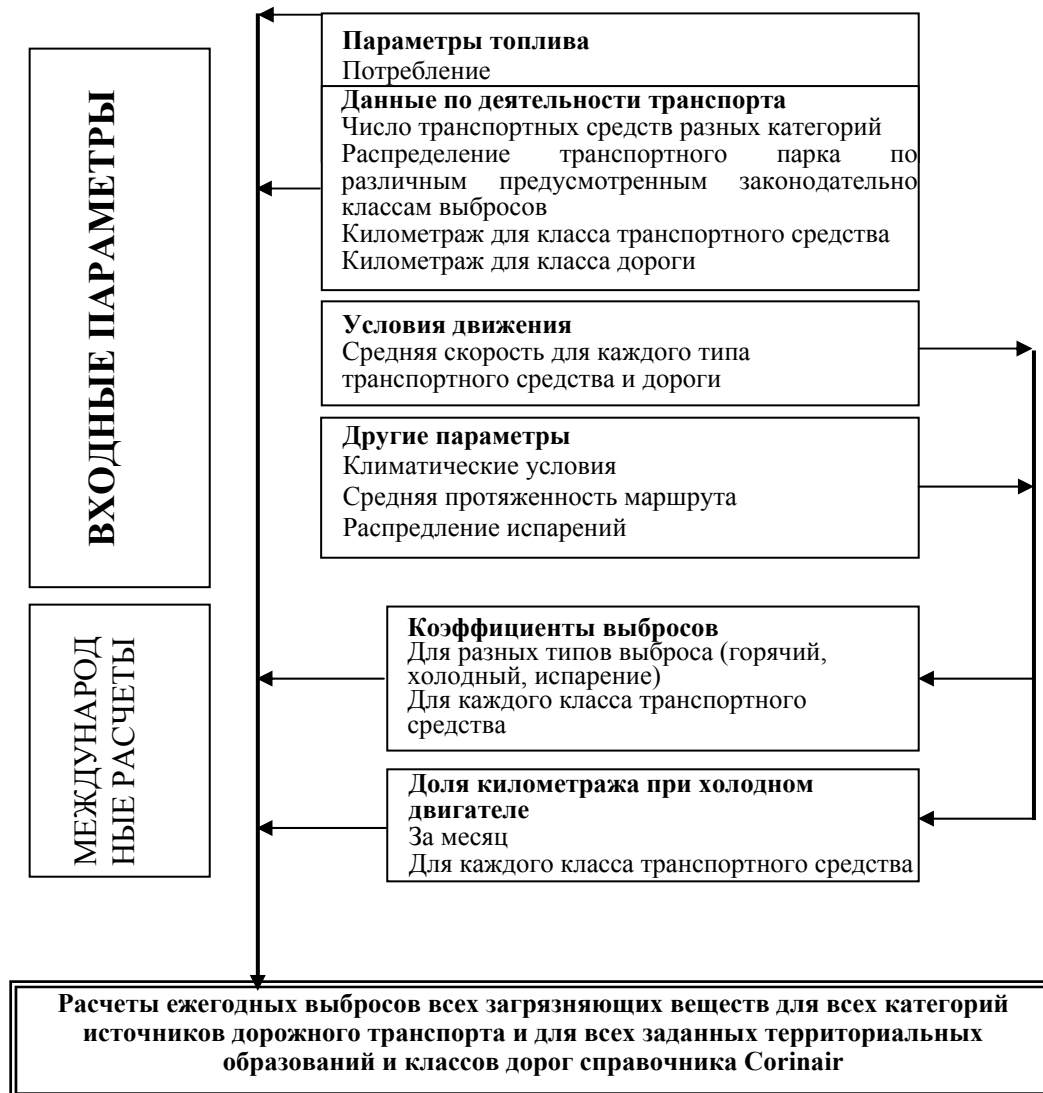 ВХОДНЫЕ ПАРАМЕТРЫ
Параметры топлива
Потребление
Данные по деятельности транспорта
Число транспортных средств разных категорий
Распределение транспортного парка по
различным предусмотренным законодательно
классам выбросов
Километраж для класса транспортного средства
Километраж для класса дороги
Условия движения
Средняя скорость для каждого типа
транспортного средства и дороги
Другие параметры
Климатические условия
Средняя протяженность маршрута
Распредление испарений
МЕЖДУНАРОД
НЫЕ РАСЧЕТЫ
Коэффициенты выбросов
Для разных типов выброса (горячий,
холодный, испарение)
Для каждого класса транспортного
средства
Доля километража при холодном
двигателе
За месяц
Для каждого класса транспортного средства
Расчеты ежегодных выбросов всех загрязняющих веществ для всех категорий
источников дорожного транспорта и для всех заданных территориальных
образований и классов дорог справочника Corinair